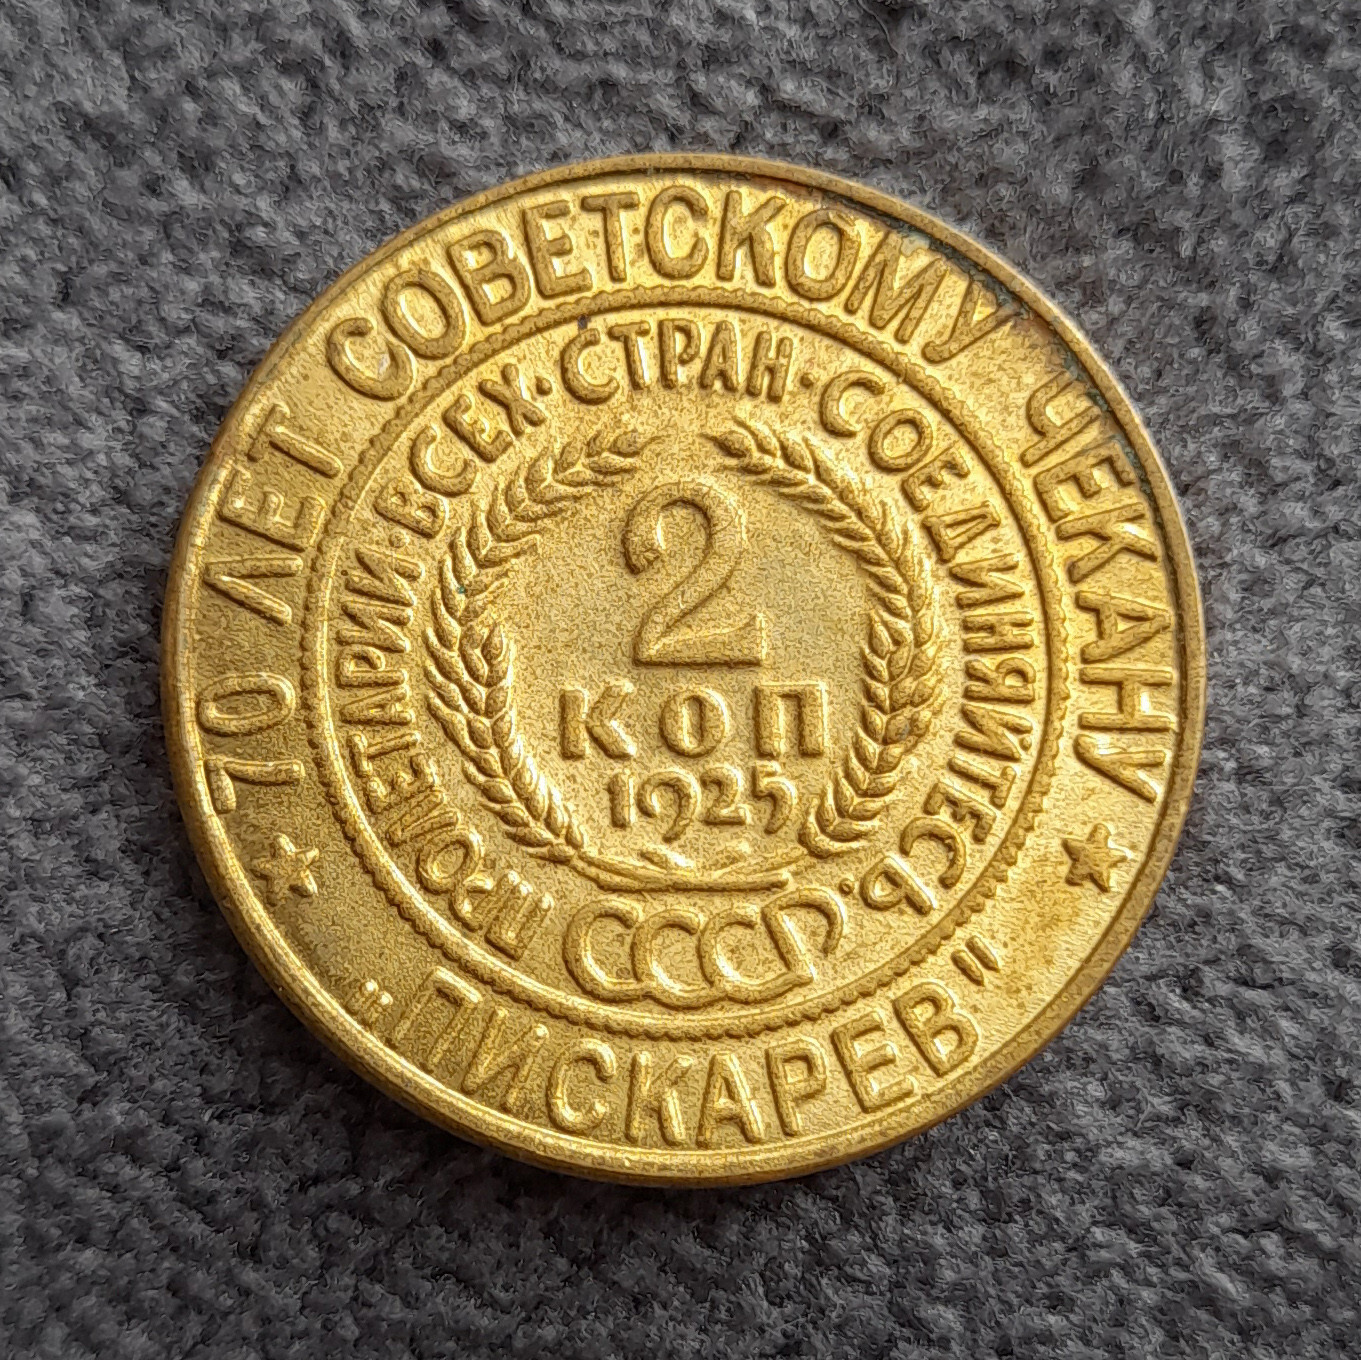 70 ЛЕТ СОВЕТСКОМУ ЧЕКАНУ
"ПИСКАРЕВ"
ПРОЛЕТАРИИ·ВСЕХ·СТРАН·СОЕДИНЯЙТЕСЬ.
СССР
2
КОП
1925